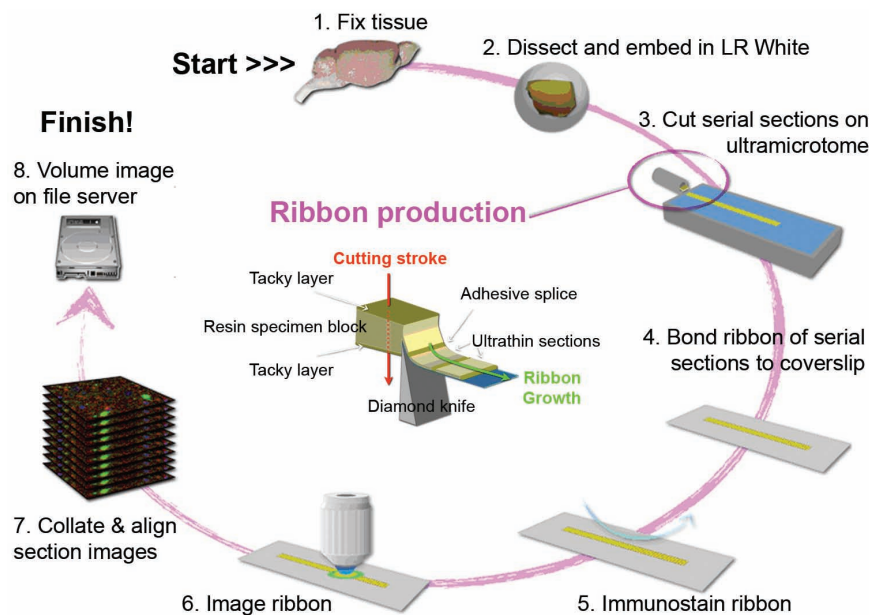 1. Fix tissue
Start >>>
2. Dissect and embed in LR White
3. Cut serial sections on
ultramicrotome
Finish!
8. Volume image
on file server
Ribbon production
Cutting stroke
Tacky layer
Adhesive splice
Resin specimen block
Ultrathin sections
Tacky layer
Ribbon
Growth
Diamond knife
4. Bond ribbon of serial
sections to coverslip
7. Collate & align
section images
6. Image ribbon
5. Immunostain ribbon